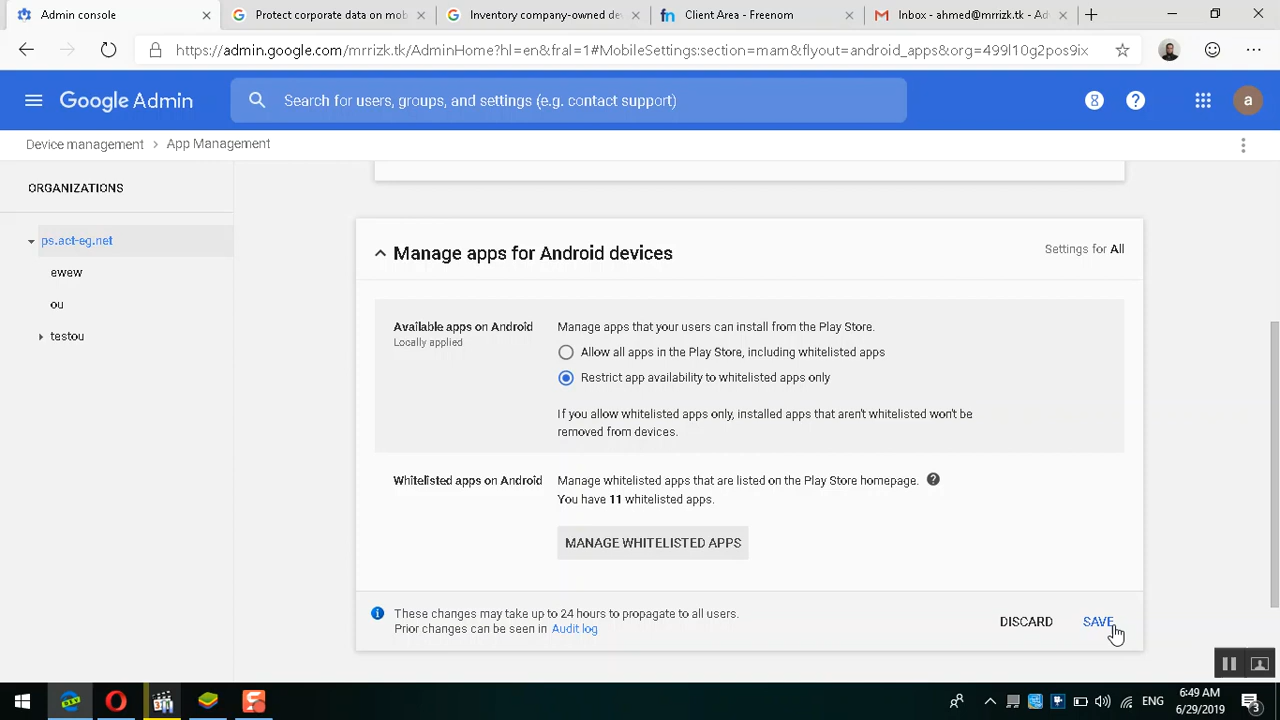 Admin console
Protect corporate data on mob
Inventory company-owned de
Client Area - Freenom
Inbox - ahmed@mrrizk.tk - Ad
https://admin.google.com/mrrizk.tk/AdminHome?hl=en&fral=1#MobileSettings:section=mam&flyout=android_apps&org=499l10g2pos9ix
Google Admin
Search for users, groups, and settings (e.g. contact support)
a
Device management > App Management
ORGANIZATIONS
ps.act-eg.net
ewew
ou
testou
Manage apps for Android devices
Settings for All
Available apps on Android
Locally applied
Manage apps that your users can install from the Play Store.
Allow all apps in the Play Store, including whitelisted apps
Restrict app availability to whitelisted apps only
If you allow whitelisted apps only, installed apps that aren't whitelisted won't be
removed from devices.
Whitelisted apps on Android
Manage whitelisted apps that are listed on the Play Store homepage.
You have 11 whitelisted apps.
MANAGE WHITELISTED APPS
These changes may take up to 24 hours to propagate to all users.
Prior changes can be seen in Audit log
DISCARD
SAVE
ENG
6:49 AM
6/29/2019
3